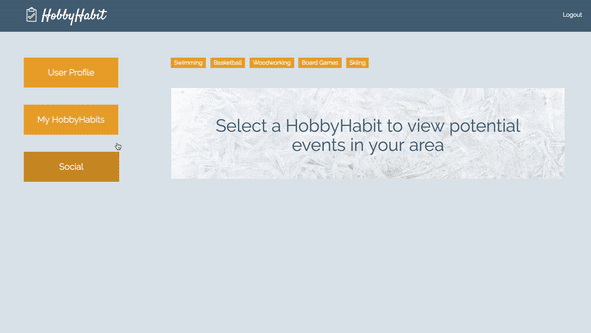 HobbyHabit
Logout
User Profile
My HobbyHabits
Social
Swimming
Basketball
Woodworking
Board Games
Skiing
Select a HobbyHabit to view potential
events in your area